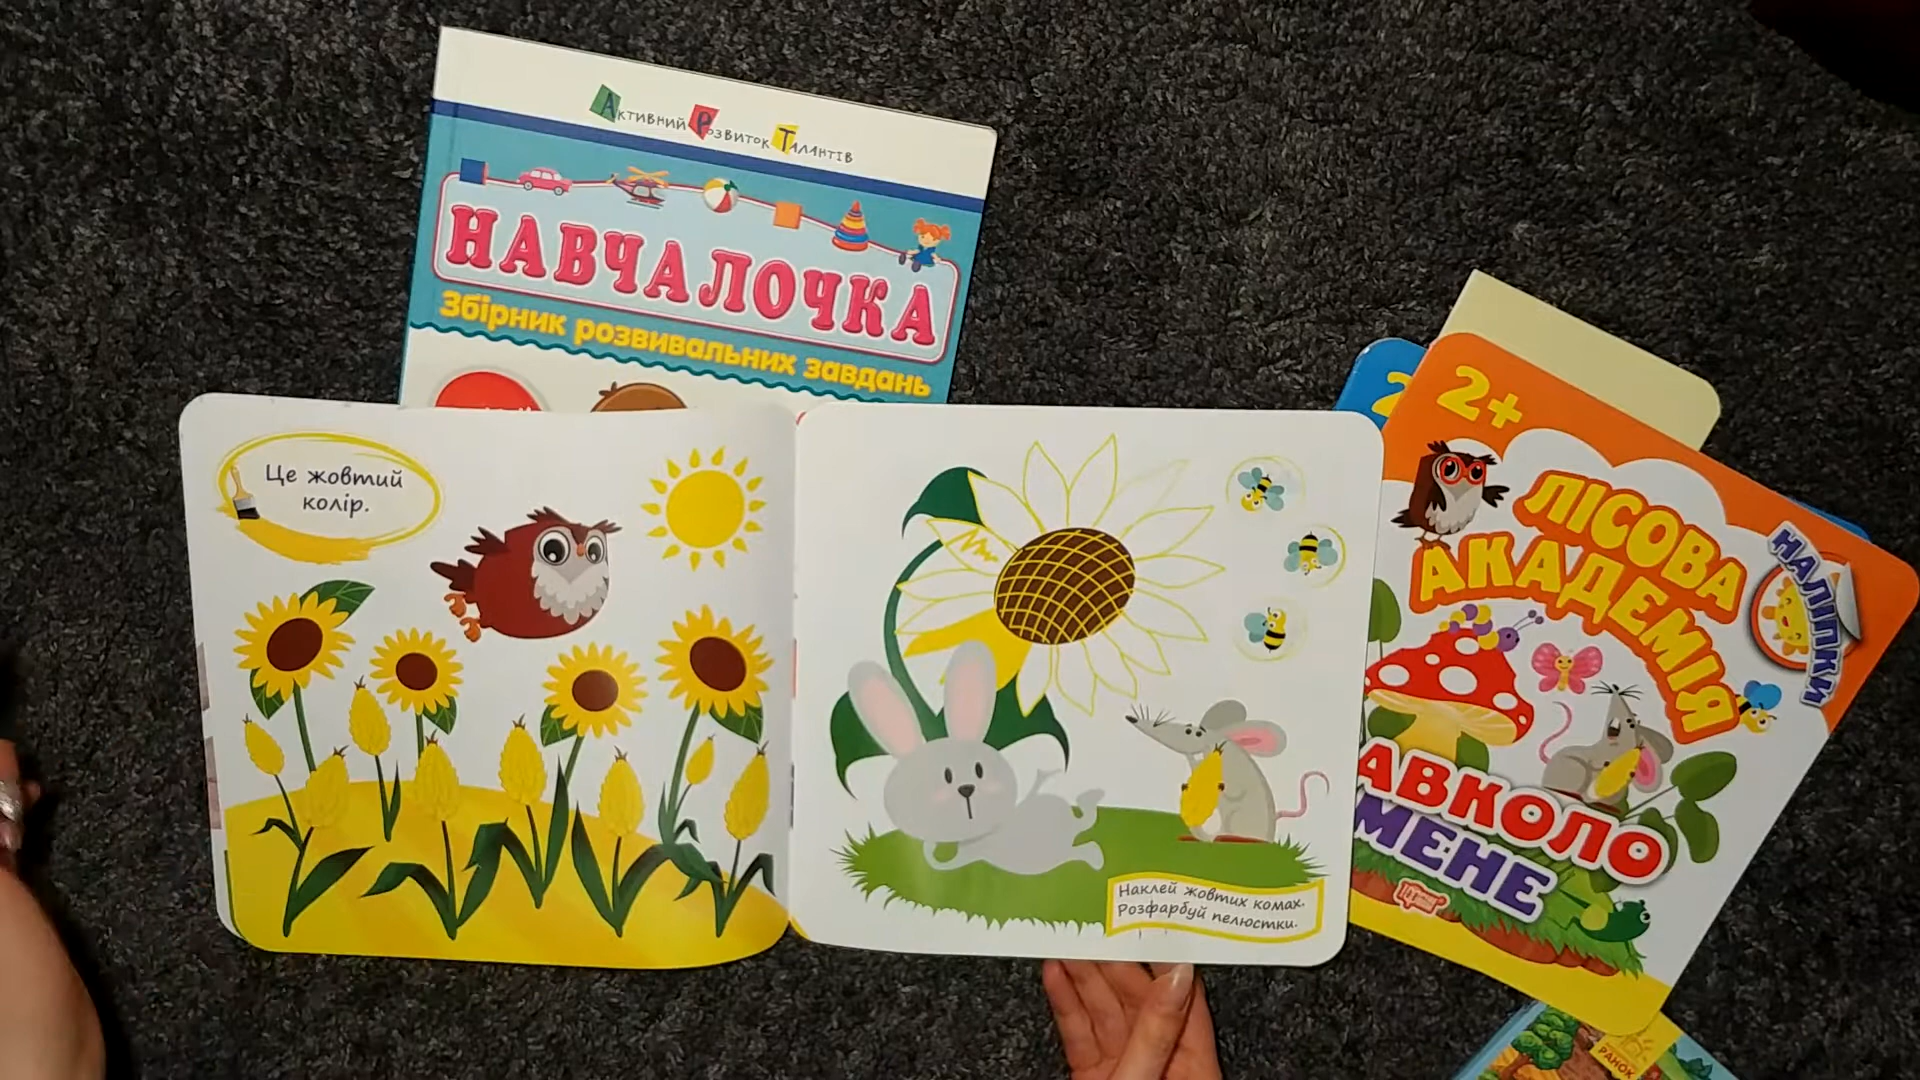 Активний Розвиток Талантів
НАВЧАЛОЧКА
Збірник розвивальних завдань
Це жовтий
колір.
Наклей жовтих комах.
Розфарбуй пелюстки.
2
2+
ЛІСОВА
АКАДЕМІЯ
НАЛІПКИ
АВКОЛО
МЕНЕ
РАНОК